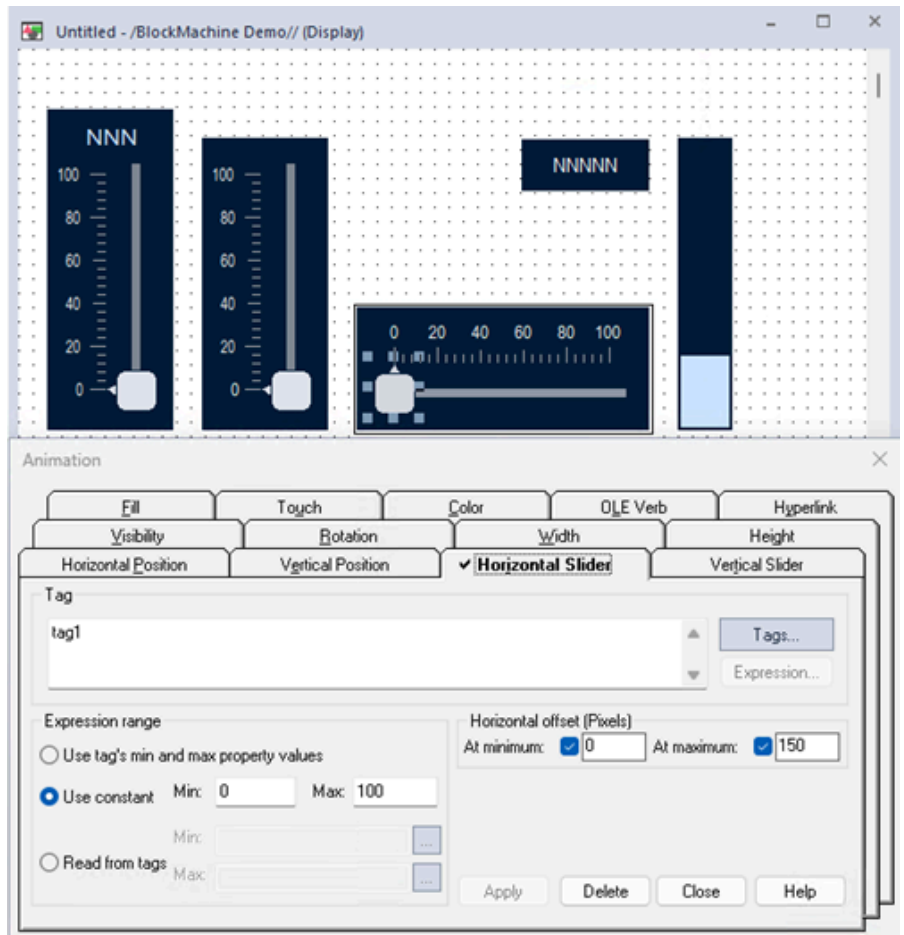 Untitled - /BlockMachine Demo// (Display)
NNN
100
80
60
40
20
0
100
80
60
40
20
0
NNNNN
0 20 40 60 80 100
Animation
Fill Touch Color OLE Verb Hyperlink
Visibility Rotation Width Height
Horizontal Position Vertical Position Horizontal Slider Vertical Slider
Tag
tag1
Tags...
Expression...
Expression range
Use tag's min and max property values
Use constant Min: 0 Max: 100
Min: ...
Read from tags
Max: ...
Horizontal offset (Pixels)
At minimum: 0 At maximum: 150
Apply Delete Close Help